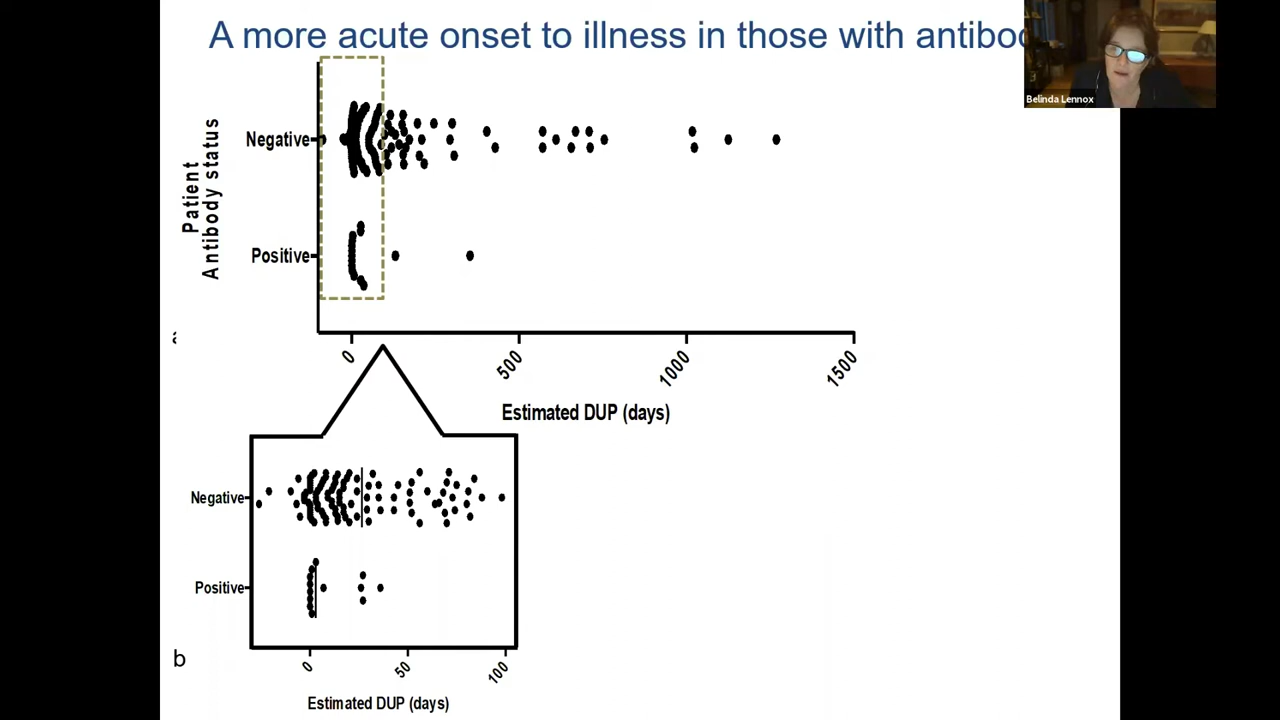 A more acute onset to illness in those with
Belinda Lennox
Patient
Antibody status
Negative
Positive
0
500
1000
1500
Estimated DUP (days)
Negative
Positive
b
0
50
100
Estimated DUP (days)